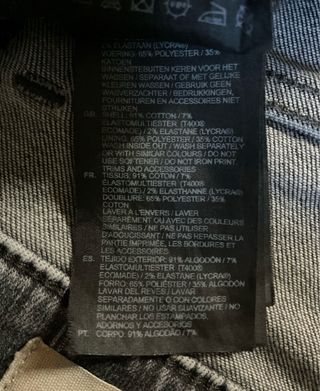 2% ELASTAAN (LYCRA®)
VOERING: 65% POLYESTER / 35%
KATOEN
BINNENSTEBUITEN KEREN VOOR HET
WASSEN / SEPARAAT OF MET GELIJKE
KLEUREN WASSEN / GEBRUIK GEEN
WASVERZACHTER / BEDRUKKINGEN,
FOURNITUREN EN ACCESSOIRES NIET
STRIJKEN
GB: SHELL: 91% COTTON / 7%
ELASTOMULTIESTER (T400®)
ECOMADE) / 2% ELASTANE (LYCRA®)
LINING: 65% POLYESTER / 35% COTTON
WASH INSIDE OUT / WASH SEPARATELY
OR WITH SIMILAR COLOURS / DO NOT
USE SOFTENER / DO NOT IRON PRINT,
TRIMS AND ACCESSORIES
FR: TISSUS: 91% COTON / 7%
ÉLASTOMULTIESTER (T400®
ECOMADE) / 2% ÉLASTHANNE (LYCRA®)
DOUBLURE: 65% POLYESTER / 35%
COTON
LAVER À L'ENVERS / LAVER
SÉPARÉMENT OU AVEC DES COULEURS
SIMILAIRES / NE PAS UTILISER
D'ADOUCISSANT / NE PAS REPASSER LA
PARTIE IMPRIMÉE, LES BORDURES ET
LES ACCESSOIRES
ES: TEJIDO EXTERIOR: 91% ALGODÓN / 7%
ELASTOMULTIÉSTER (T400®
ECOMADE) / 2% ELASTANO (LYCRA®)
FORRO: 65% POLIÉSTER / 35% ALGODÓN
LAVAR DEL REVÉS / LAVAR
SEPARADAMENTE O CON COLORES
SIMILARES / NO USAR SUAVIZANTE / NO
PLANCHAR LOS ESTAMPADOS,
ADORNOS Y ACCESORIOS
PT: CORPO: 91% ALGODÃO / 7%